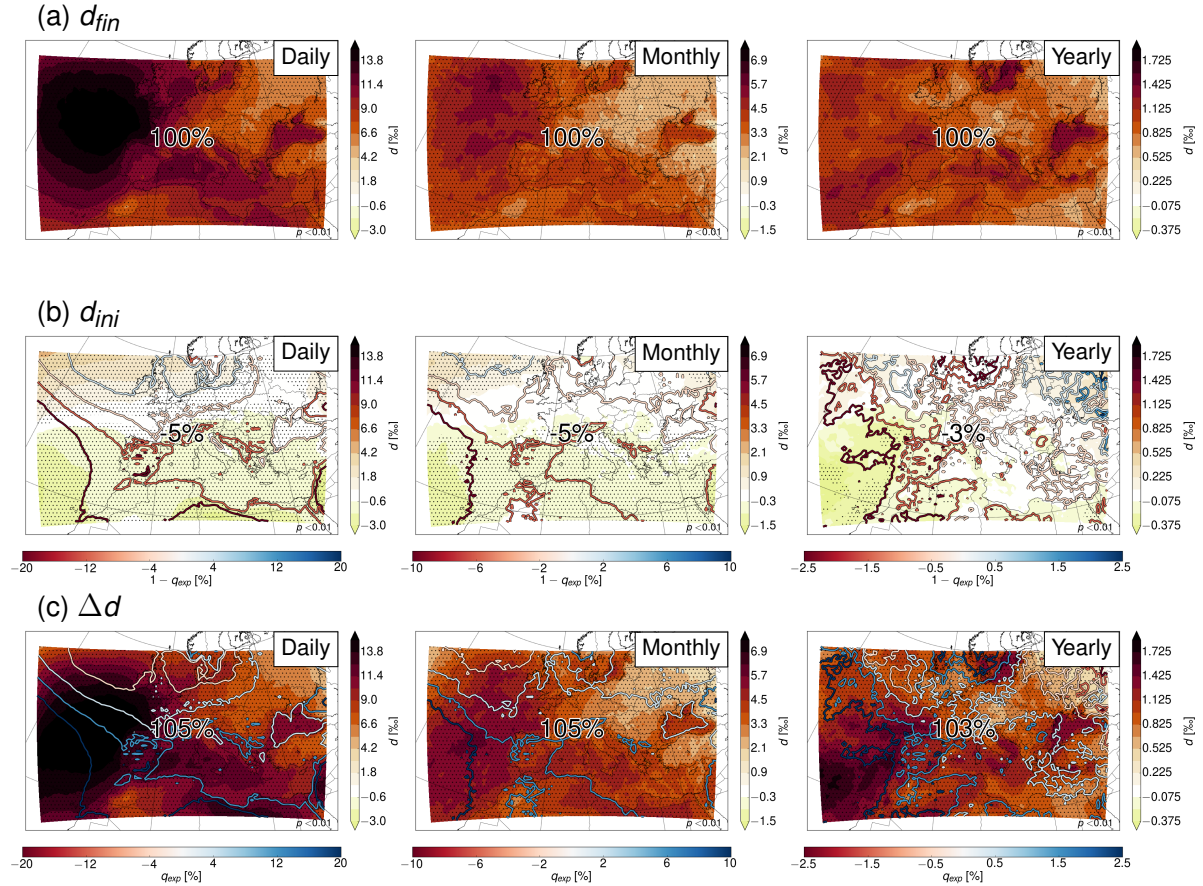 (a) d_fin
Daily
13.8
11.4
9.0
6.6
4.2
1.8
−0.6
−3.0
d [‰]
100%
p <0.01
Monthly
6.9
5.7
4.5
3.3
2.1
0.9
−0.3
−1.5
d [‰]
100%
p <0.01
Yearly
1.725
1.425
1.125
0.825
0.525
0.225
−0.075
−0.375
d [‰]
100%
p <0.01
(b) d_ini
Daily
13.8
11.4
9.0
6.6
4.2
1.8
−0.6
−3.0
d [‰]
-5%
p <0.01
−20 −12 −4 4 12 20
1 − q_exp [%]
Monthly
6.9
5.7
4.5
3.3
2.1
0.9
−0.3
−1.5
d [‰]
-5%
p <0.01
−10 −6 −2 2 6 10
1 − q_exp [%]
Yearly
1.725
1.425
1.125
0.825
0.525
0.225
−0.075
−0.375
d [‰]
-3%
p <0.01
−2.5 −1.5 −0.5 0.5 1.5 2.5
1 − q_exp [%]
(c) Δd
Daily
13.8
11.4
9.0
6.6
4.2
1.8
−0.6
−3.0
d [‰]
105%
p <0.01
−20 −12 −4 4 12 20
q_exp [%]
Monthly
6.9
5.7
4.5
3.3
2.1
0.9
−0.3
−1.5
d [‰]
105%
p <0.01
−10 −6 −2 2 6 10
q_exp [%]
Yearly
1.725
1.425
1.125
0.825
0.525
0.225
−0.075
−0.375
d [‰]
103%
p <0.01
−2.5 −1.5 −0.5 0.5 1.5 2.5
q_exp [%]